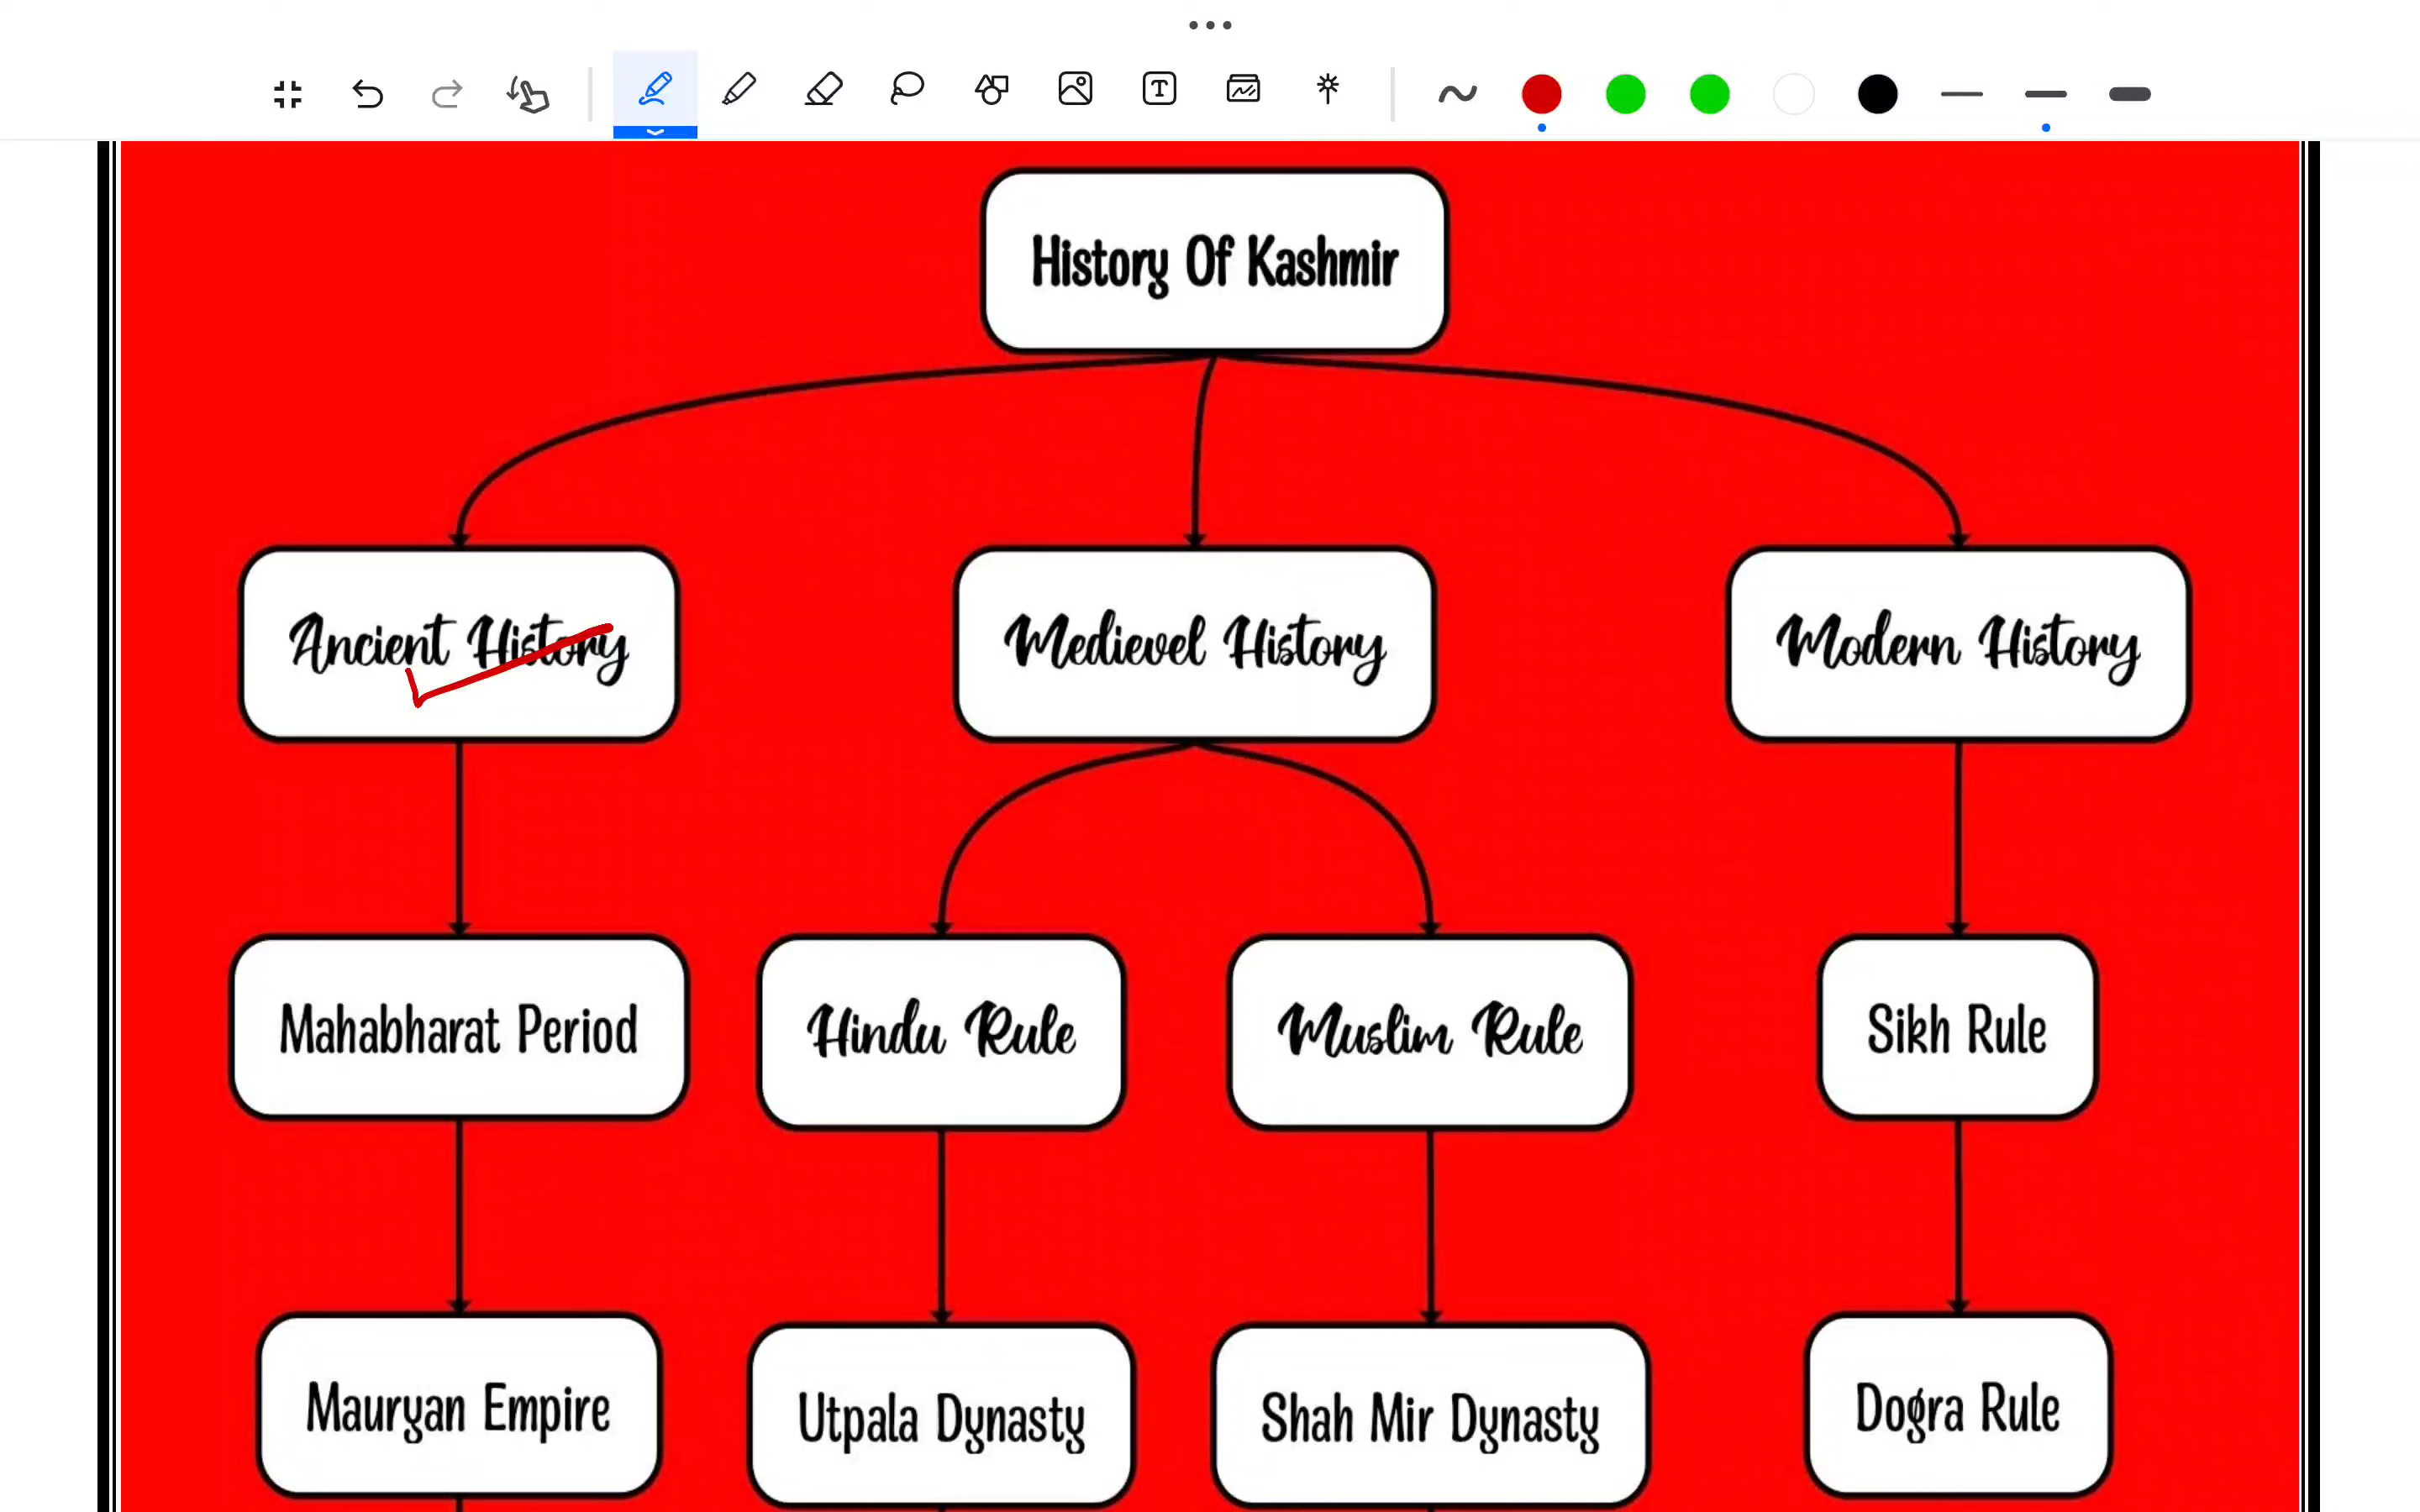 History Of Kashmir
Ancient History
Medievel History
Modern History
Mahabharat Period
Hindu Rule
Muslim Rule
Sikh Rule
Mauryan Empire
Utpala Dynasty
Shah Mir Dynasty
Dogra Rule